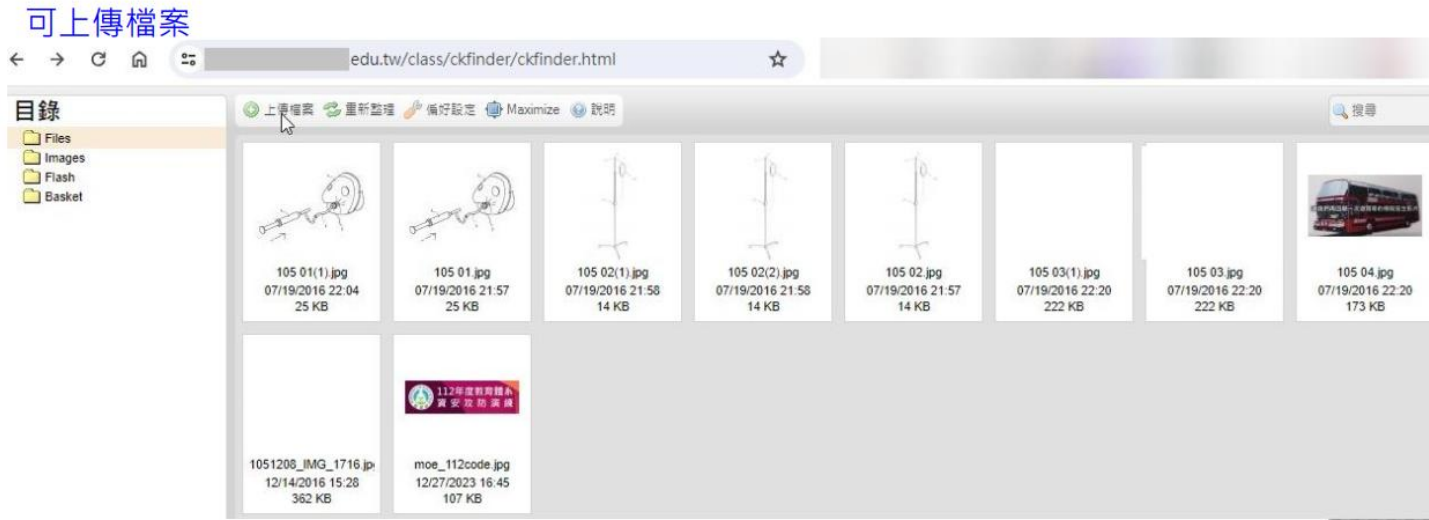 可上傳檔案
edu.tw/class/ckfinder/ckfinder.html
目錄
上傳檔案 重新整理 偏好設定 Maximize 說明
搜尋
Files
Images
Flash
Basket
105 01(1).jpg
07/19/2016 22:04
25 KB
105 01.jpg
07/19/2016 21:57
25 KB
105 02(1).jpg
07/19/2016 21:58
14 KB
105 02(2).jpg
07/19/2016 21:58
14 KB
105 02.jpg
07/19/2016 21:57
14 KB
105 03(1).jpg
07/19/2016 22:20
222 KB
105 03.jpg
07/19/2016 22:20
222 KB
105 04.jpg
07/19/2016 22:20
173 KB
1051208_IMG_1716.jp
12/14/2016 15:28
362 KB
112年度教育體系
資安攻防演練
moe_112code.jpg
12/27/2023 16:45
107 KB